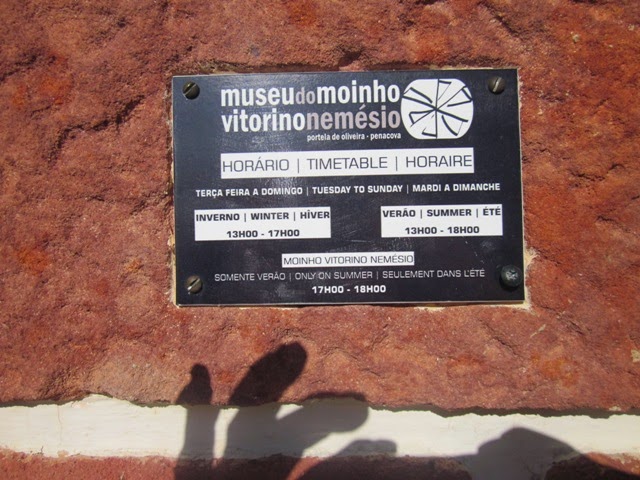 museudomoinho
vitorinonemésio
portela de oliveira - penacova
HORÁRIO | TIMETABLE | HORAIRE
TERÇA FEIRA A DOMINGO | TUESDAY TO SUNDAY | MARDI A DIMANCHE
INVERNO | WINTER | HÍVER
13H00 - 17H00
VERÃO | SUMMER | ÉTÉ
13H00 - 18H00
MOINHO VITORINO NEMÉSIO
SOMENTE VERÃO | ONLY ON SUMMER | SEULEMENT DANS L'ÉTÉ
17H00 - 18H00